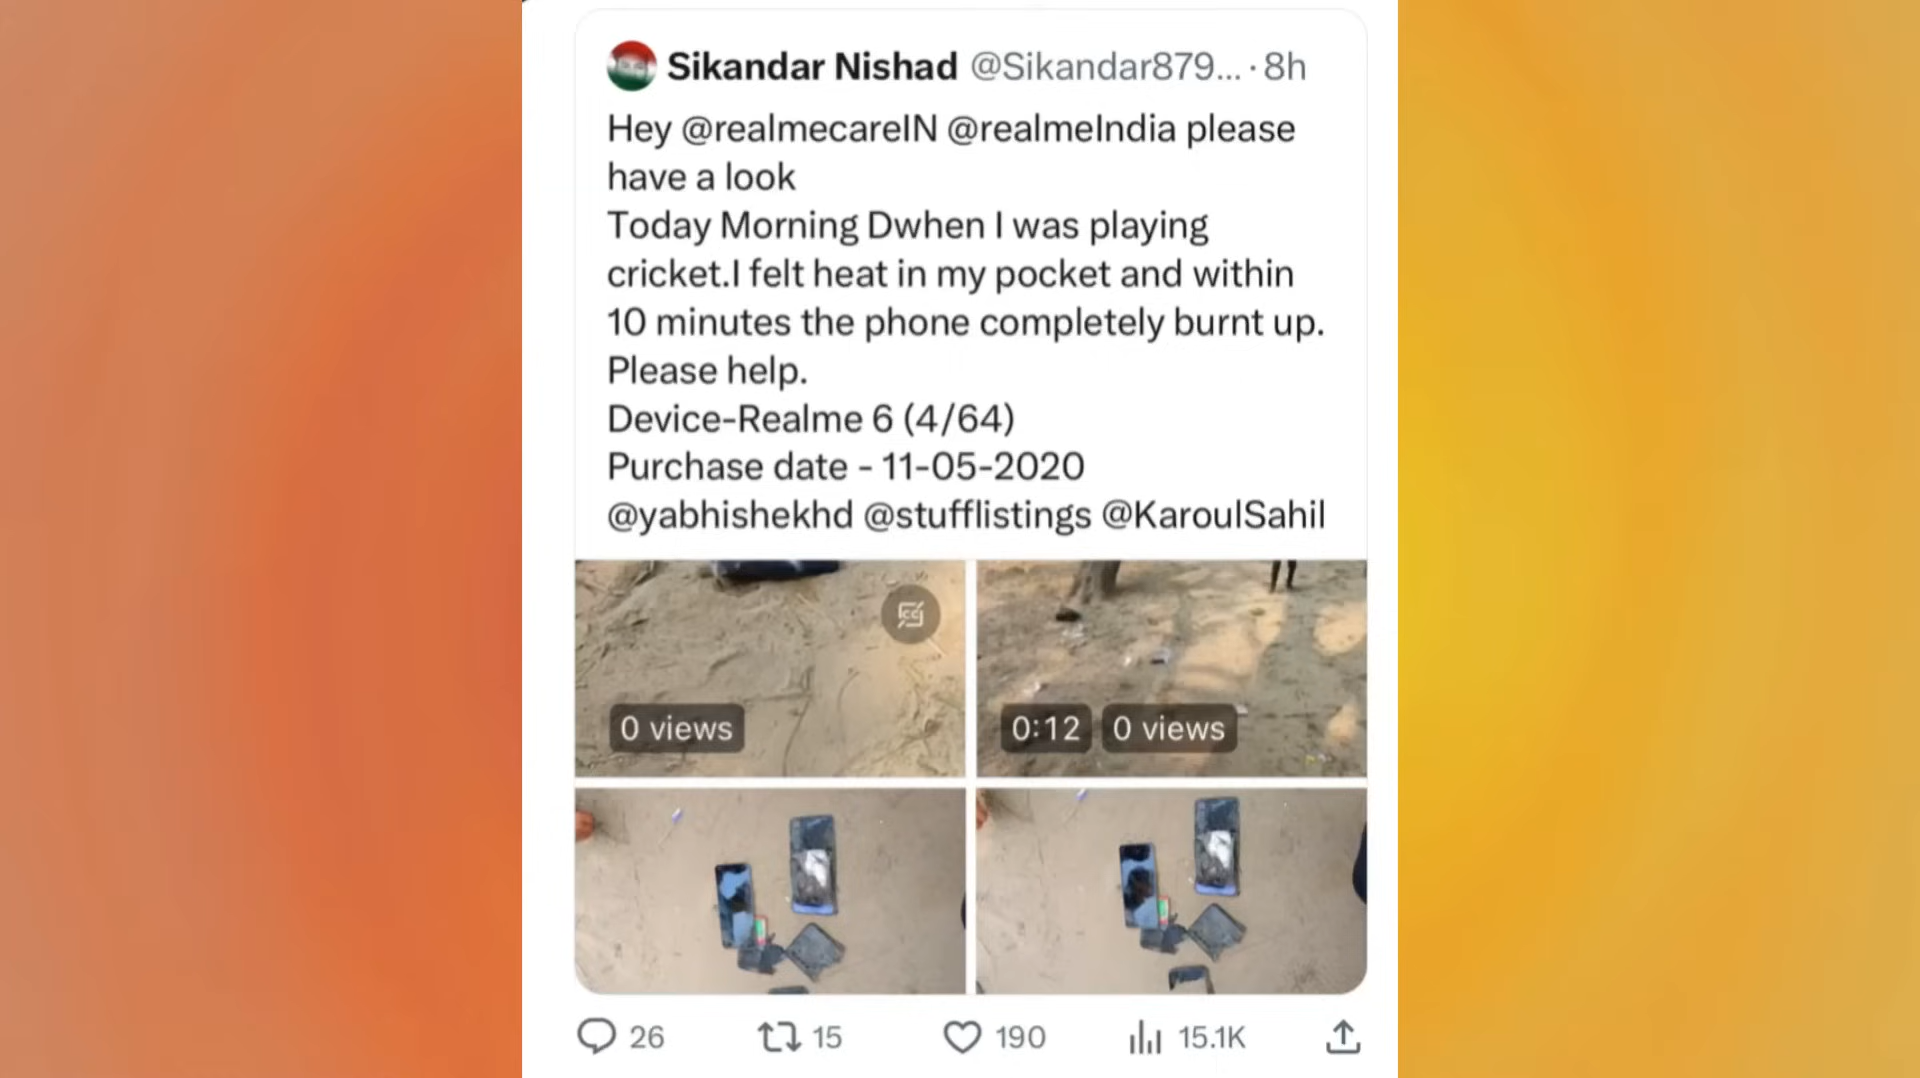 Sikandar Nishad @Sikandar879... · 8h
Hey @realmecareIN @realmeIndia please
have a look
Today Morning Dwhen I was playing
cricket.I felt heat in my pocket and within
10 minutes the phone completely burnt up.
Please help.
Device-Realme 6 (4/64)
Purchase date - 11-05-2020
@yabhishekhd @stufflistings @KaroulSahil
0 views
0:12 0 views
26 15 190 15.1K